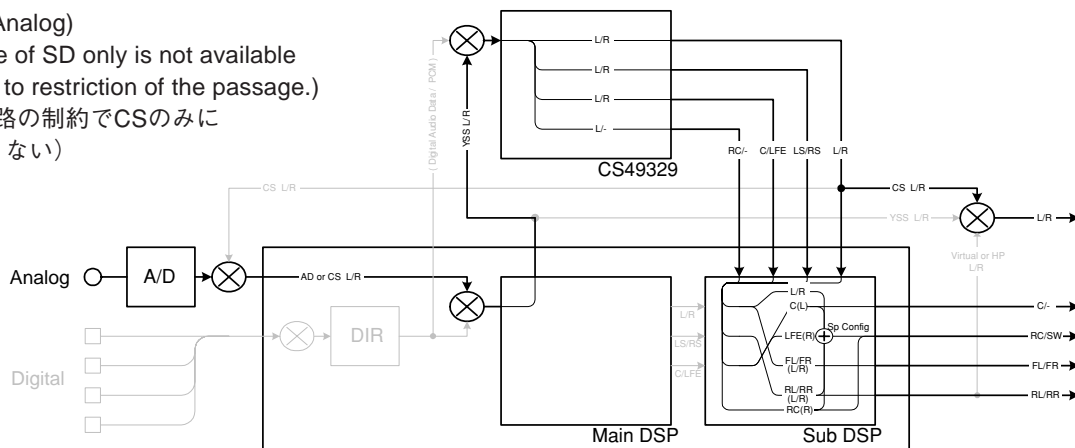 Analog)
e of SD only is not available
to restriction of the passage.)
路の制約でCSのみに
ない）
( Digital Audio Data / PCM )
YSS L/R
L/R
L/R
L/R
L/-
CS49329
RC/-
C/LFE
LS/RS
L/R
CS L/R
CS L/R
YSS L/R
L/R
Virtual or HP
L/R
Analog
A/D
AD or CS L/R
DIR
Digital
L/R
LS/RS
C/LFE
Main DSP
L/R
C(L)
LFE(R)
Sp Config
FL/FR
(L/R)
RL/RR
(L/R)
RC(R)
Sub DSP
C/-
RC/SW
FL/FR
RL/RR